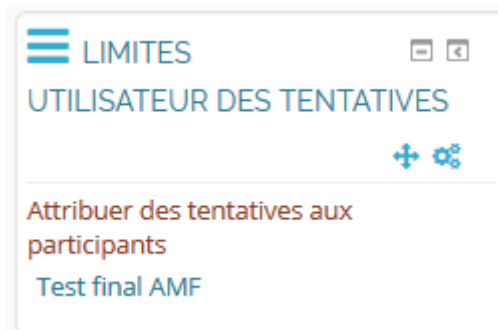 LIMITES
UTILISATEUR DES TENTATIVES
Attribuer des tentatives aux
participants
Test final AMF